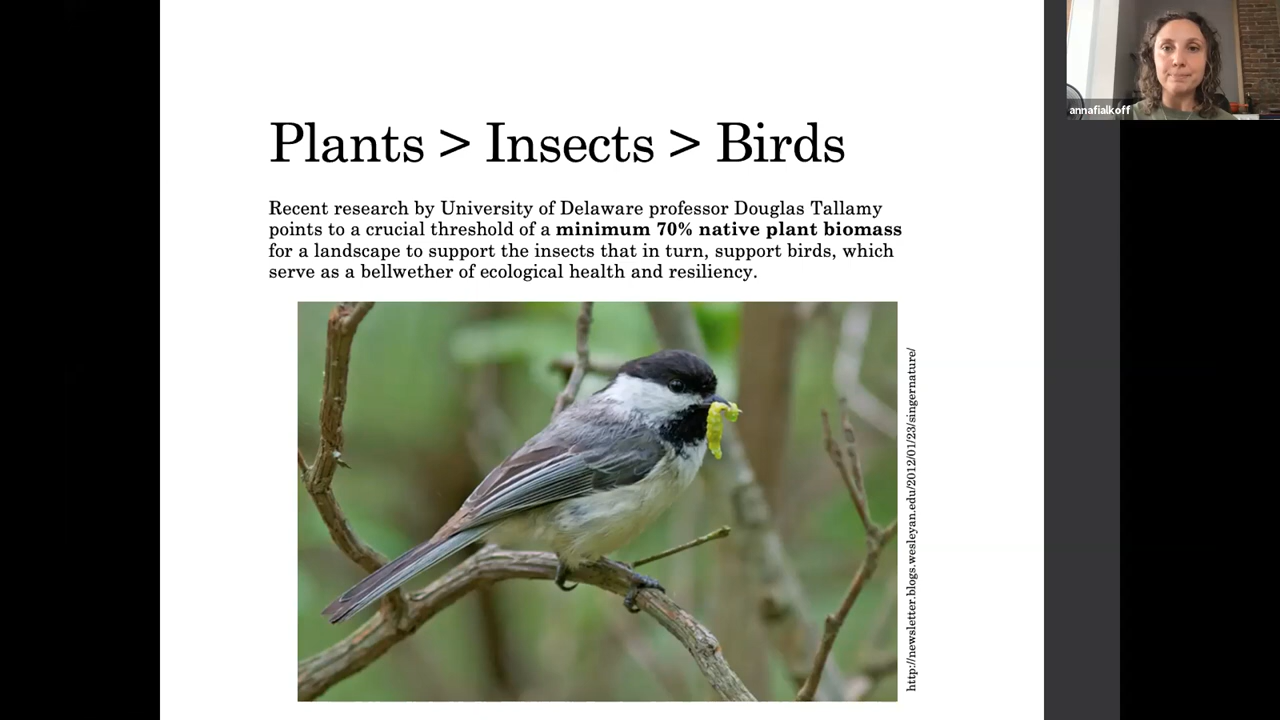 Plants > Insects > Birds
Recent research by University of Delaware professor Douglas Tallamy
points to a crucial threshold of a minimum 70% native plant biomass
for a landscape to support the insects that in turn, support birds, which
serve as a bellwether of ecological health and resiliency.
http://newsletter.blogs.wesleyan.edu/2012/01/23/singernature/
annafialkoff